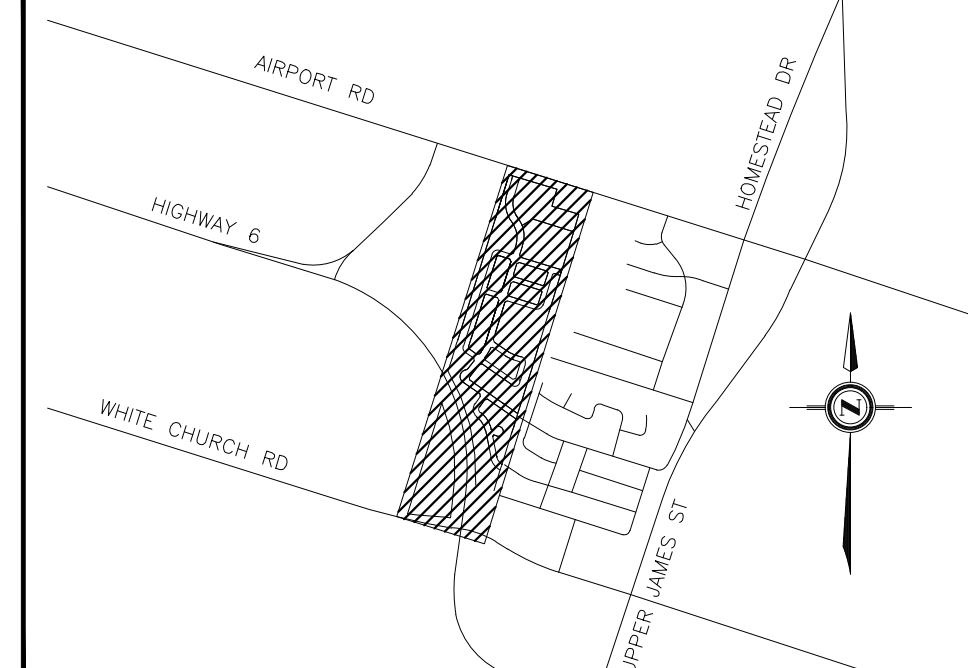 AIRPORT RD
HOMESTEAD DR
HIGHWAY 6
WHITE CHURCH RD
UPPER JAMES ST
N